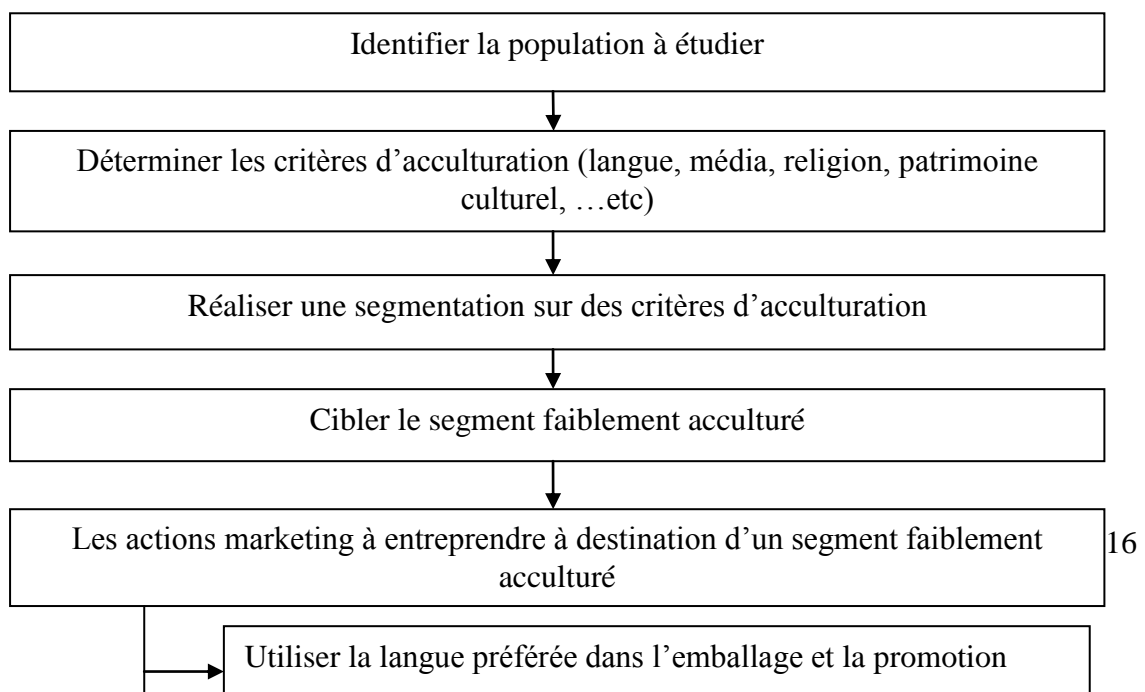 Identifier la population à étudier
Déterminer les critères d’acculturation (langue, média, religion, patrimoine
culturel, …etc)
Réaliser une segmentation sur des critères d’acculturation
Cibler le segment faiblement acculturé
Les actions marketing à entreprendre à destination d’un segment faiblement
acculturé
16
Utiliser la langue préférée dans l’emballage et la promotion